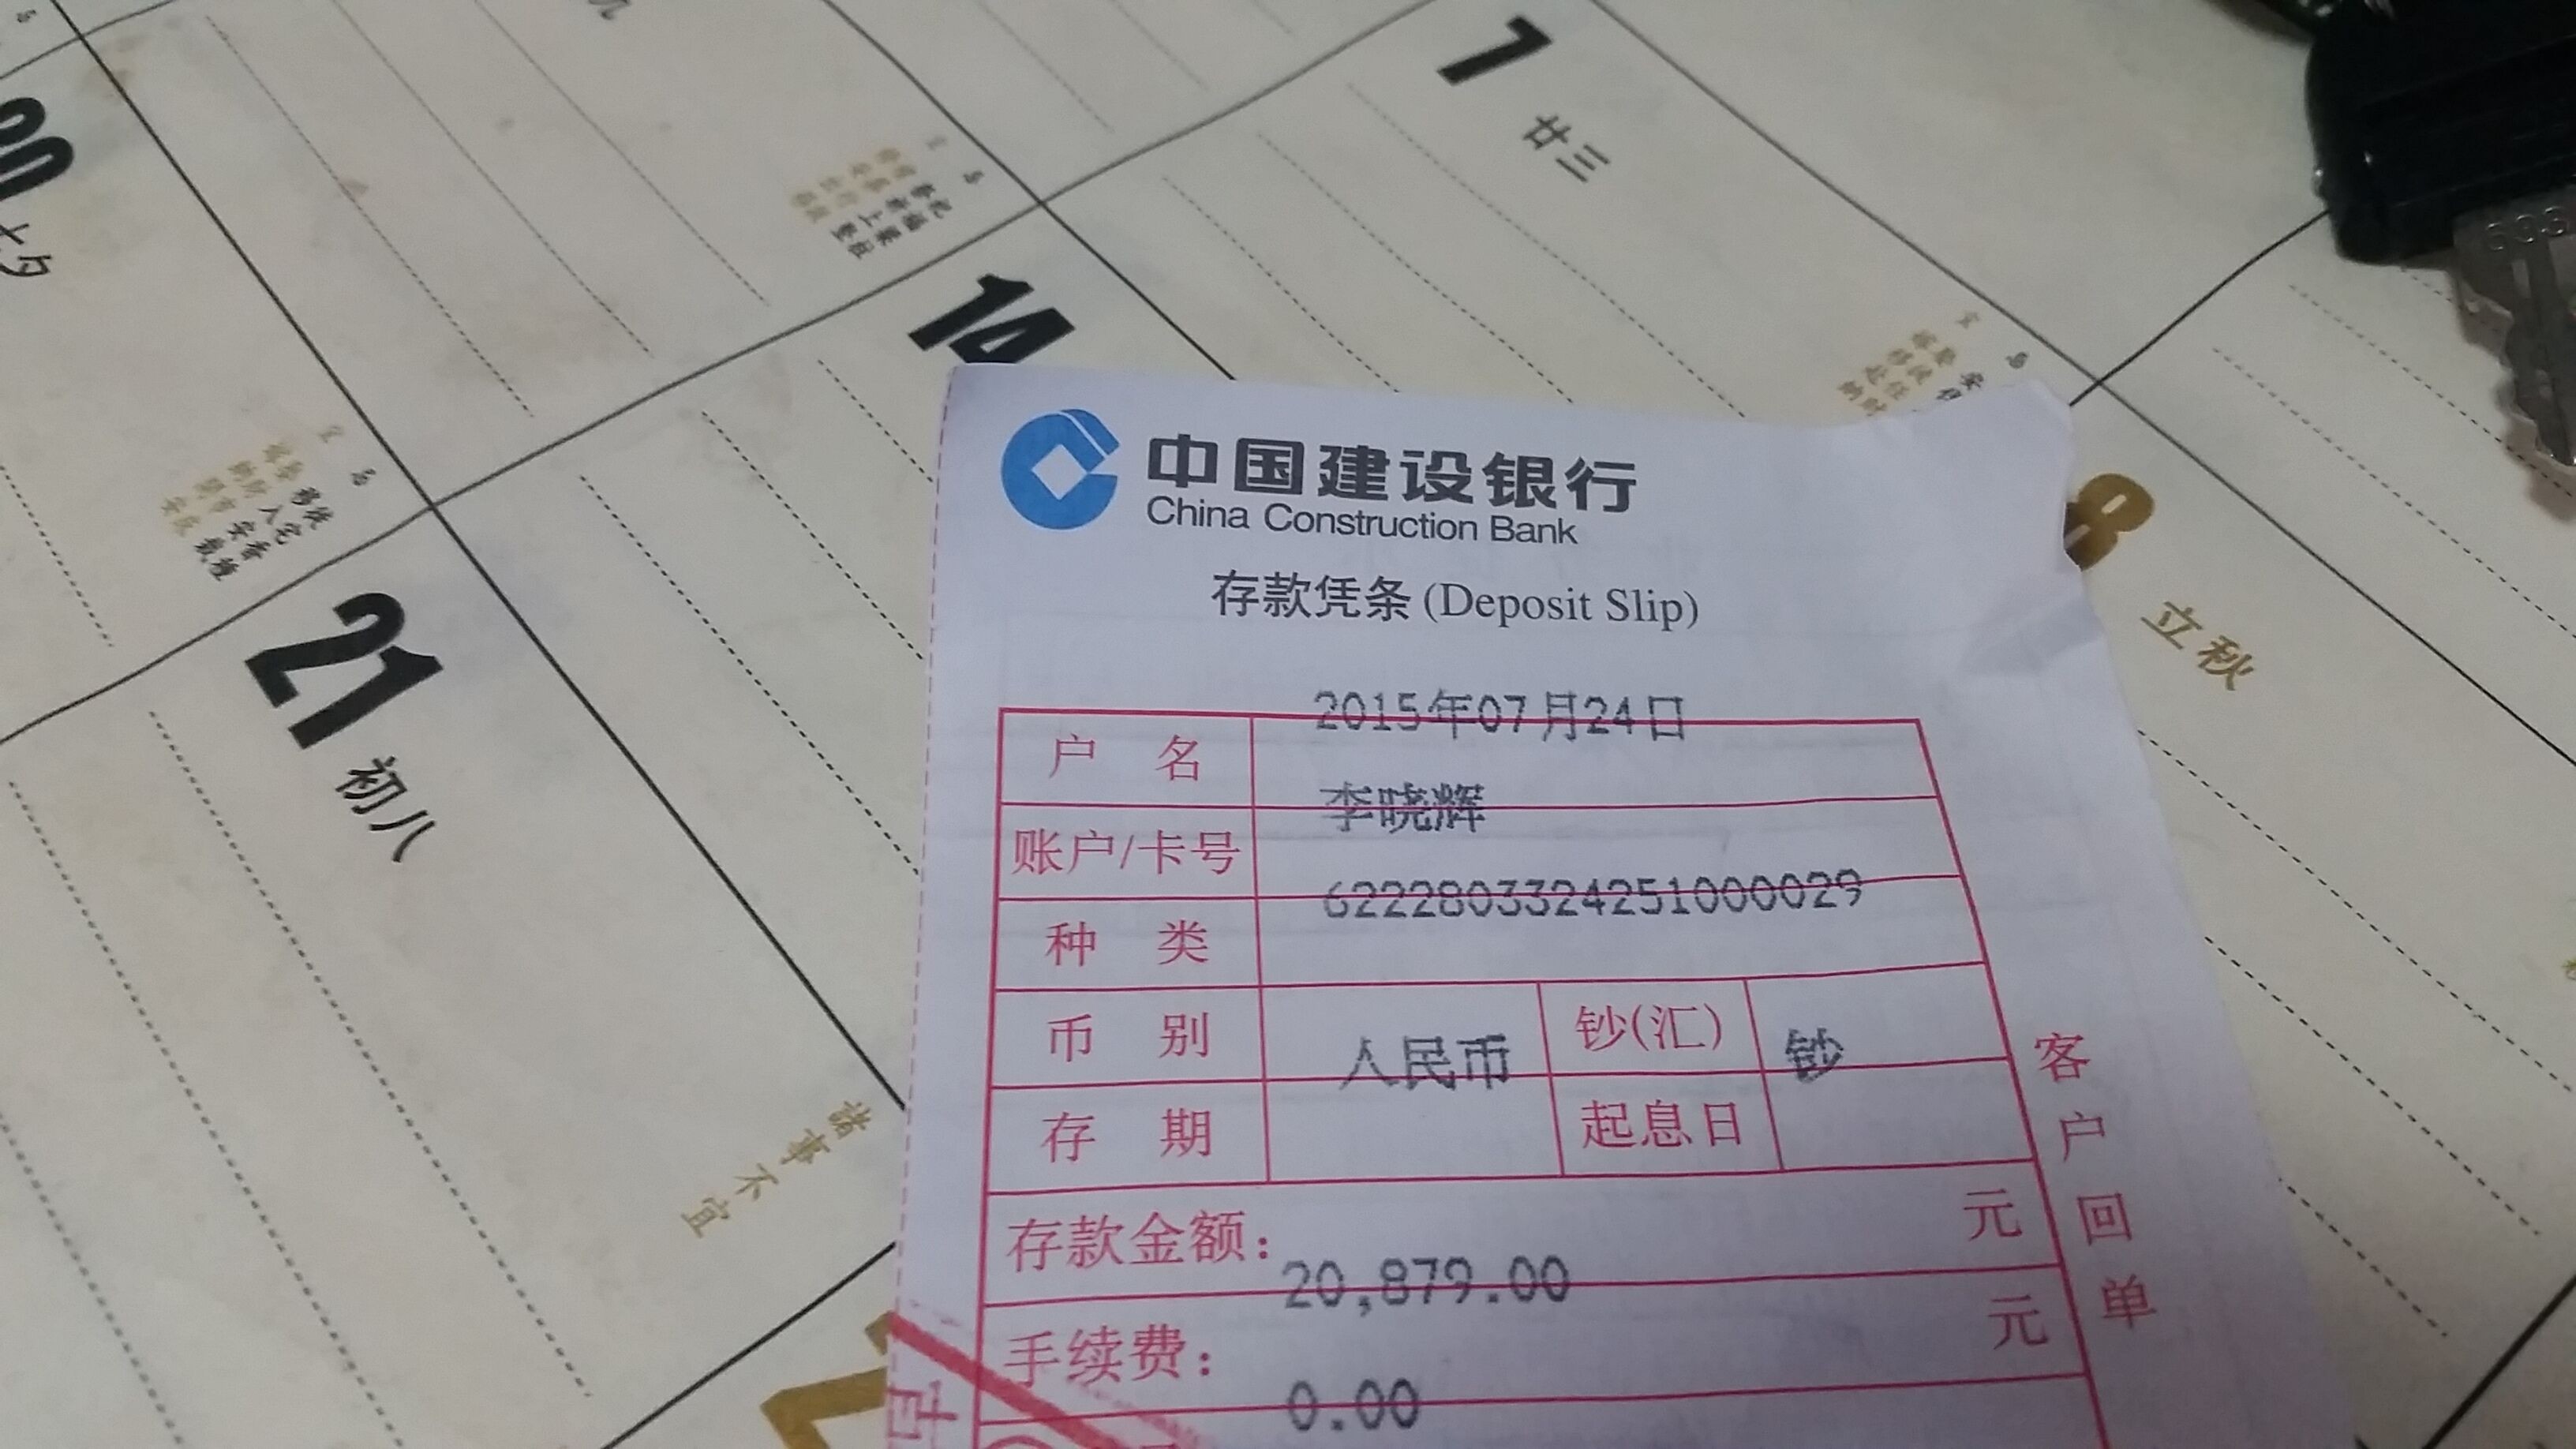 20
七夕
21
初八
諸事不宜
14
7
廿三
8
立秋
中国建设银行
China Construction Bank
存款凭条 (Deposit Slip)
2015年07月24日
户 名
李晓辉
账户/卡号
6222803324251000029
种 类
币 别 人民币 钞(汇) 钞
存 期 起息日
存款金额: 20,879.00 元
手续费: 0.00 元
客户回单